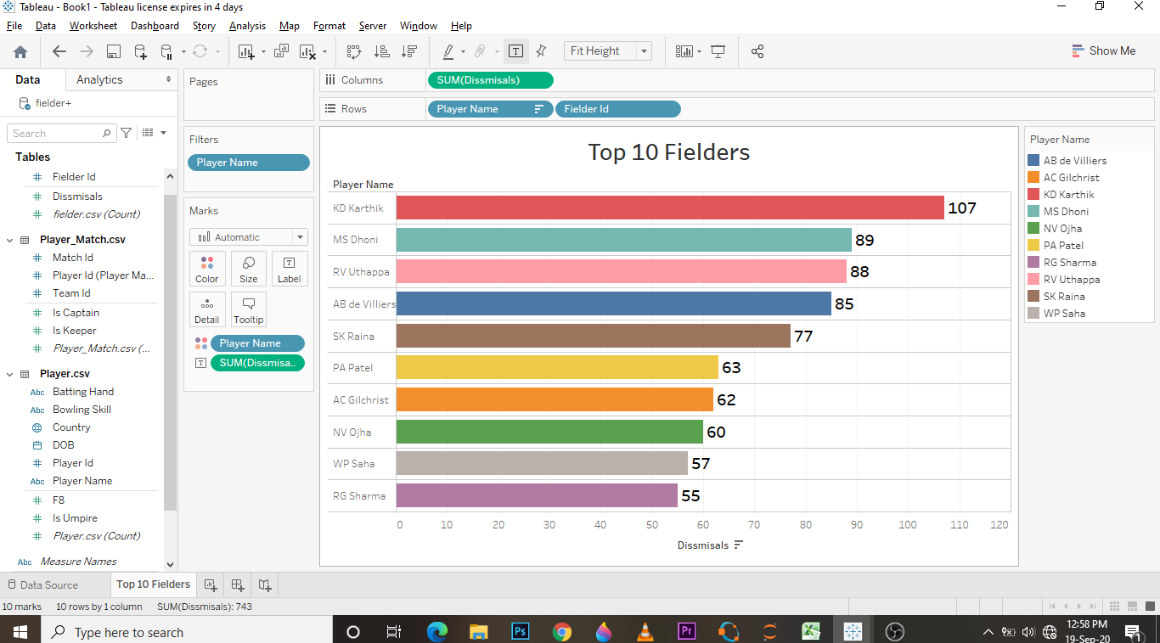 Tableau - Book1 - Tableau license expires in 4 days
File Data Worksheet Dashboard Story Analysis Map Format Server Window Help
Fit Height
Show Me
Data Analytics
fielder+
Search
Tables
Fielder Id
Dissmisals
fielder.csv (Count)
Player_Match.csv
Match Id
Player Id (Player Ma...
Team Id
Is Captain
Is Keeper
Player_Match.csv (...
Player.csv
Abc Batting Hand
Abc Bowling Skill
Country
DOB
Player Id
Abc Player Name
F8
Is Umpire
Player.csv (Count)
Abc Measure Names
Pages
Filters
Player Name
Marks
Automatic
Color Size Label
Detail Tooltip
Player Name
SUM(Dissmisa..
Columns SUM(Dissmisals)
Rows Player Name Fielder Id
Top 10 Fielders
Player Name
KD Karthik 107
MS Dhoni 89
RV Uthappa 88
AB de Villiers 85
SK Raina 77
PA Patel 63
AC Gilchrist 62
NV Ojha 60
WP Saha 57
RG Sharma 55
0 10 20 30 40 50 60 70 80 90 100 110 120
Dissmisals
Player Name
AB de Villiers
AC Gilchrist
KD Karthik
MS Dhoni
NV Ojha
PA Patel
RG Sharma
RV Uthappa
SK Raina
WP Saha
Data Source Top 10 Fielders
10 marks 10 rows by 1 column SUM(Dissmisals): 743
Type here to search
Ps
Pr
12:58 PM
19-Sep-20
1